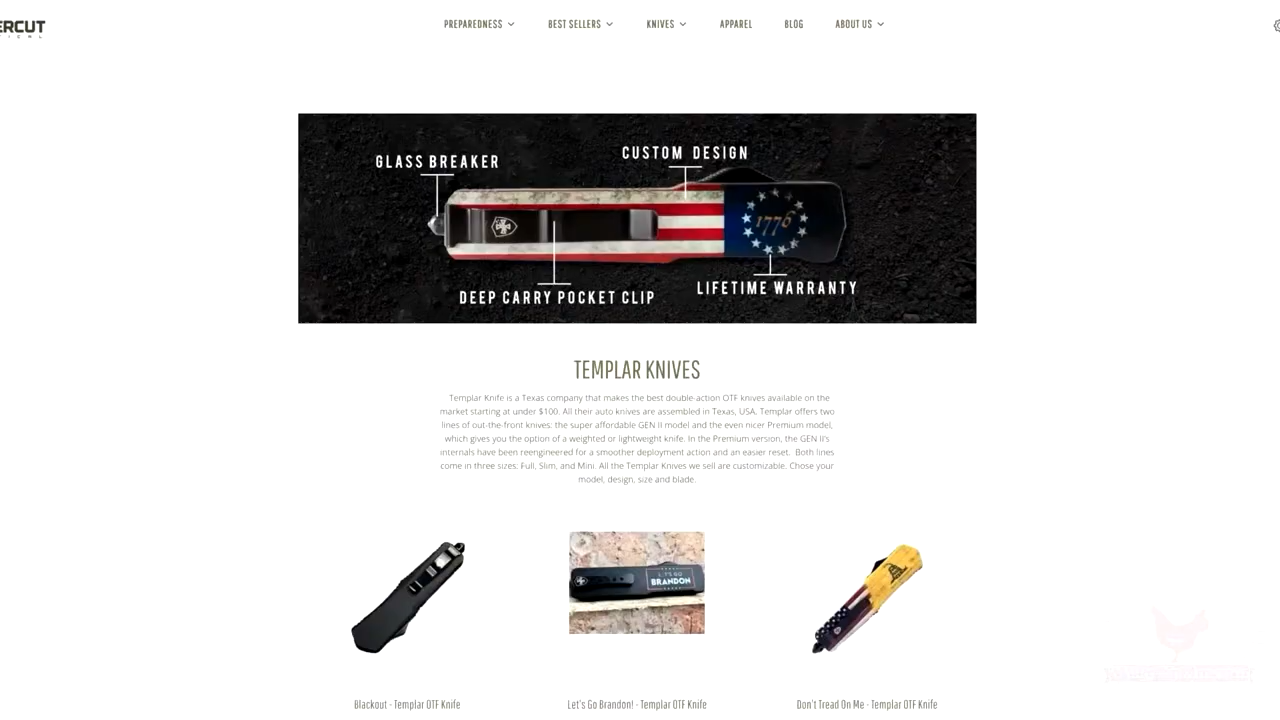 ERCUT
PREPAREDNESS BEST SELLERS KNIVES APPAREL BLOG ABOUT US
GLASS BREAKER
CUSTOM DESIGN
1776
DEEP CARRY POCKET CLIP
LIFETIME WARRANTY
TEMPLAR KNIVES
Templar Knife is a Texas company that makes the best double-action OTF knives available on the
market starting at under $100. All their auto knives are assembled in Texas, USA. Templar offers two
lines of out-the-front knives: the super affordable GEN II model and the even nicer Premium model,
which gives you the option of a weighted or lightweight knife. In the Premium version, the GEN II's
internals have been reengineered for a smoother deployment action and an easier reset. Both lines
come in three sizes: Full, Slim, and Mini. All the Templar Knives we sell are customizable. Chose your
model, design, size and blade.
LET'S GO
BRANDON
Blackout - Templar OTF Knife
Let's Go Brandon! - Templar OTF Knife
Don't Tread On Me - Templar OTF Knife